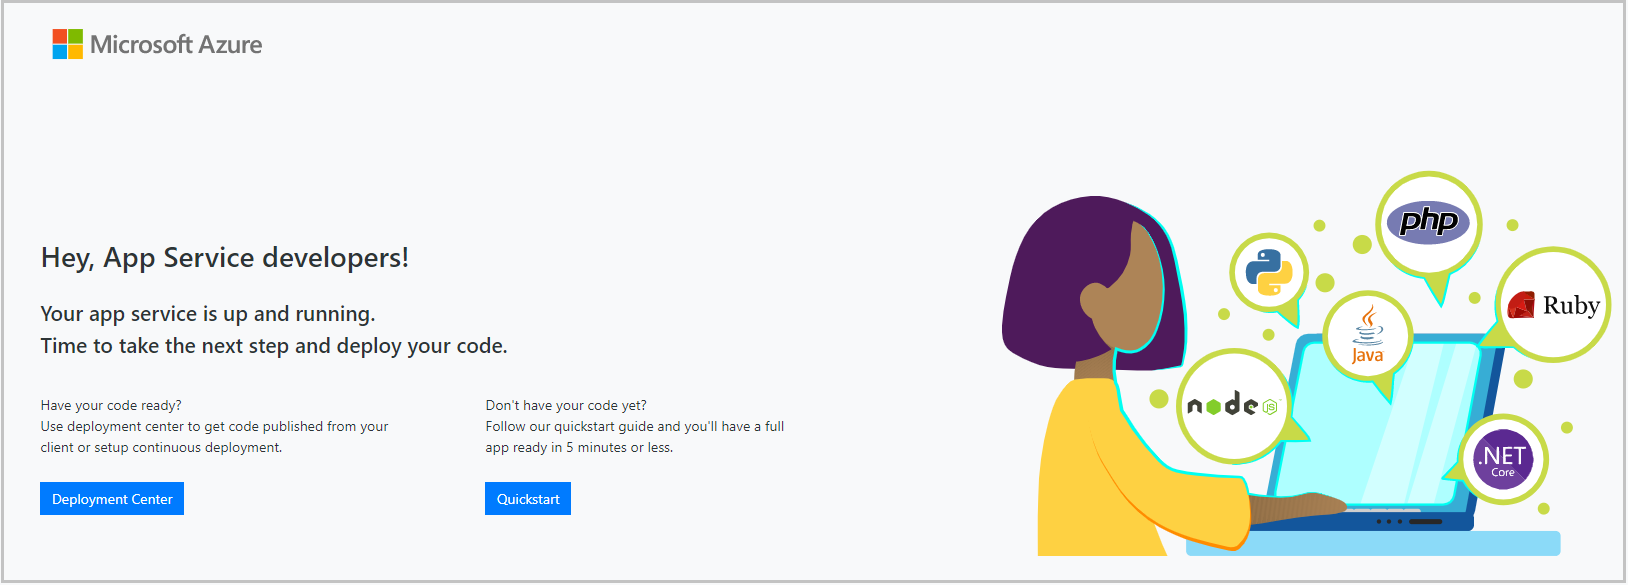 Microsoft Azure
Hey, App Service developers!
Your app service is up and running.
Time to take the next step and deploy your code.
Have your code ready?
Use deployment center to get code published from your
client or setup continuous deployment.
Deployment Center
Don't have your code yet?
Follow our quickstart guide and you'll have a full
app ready in 5 minutes or less.
Quickstart
php
Ruby
Java
node
JS
.NET
Core